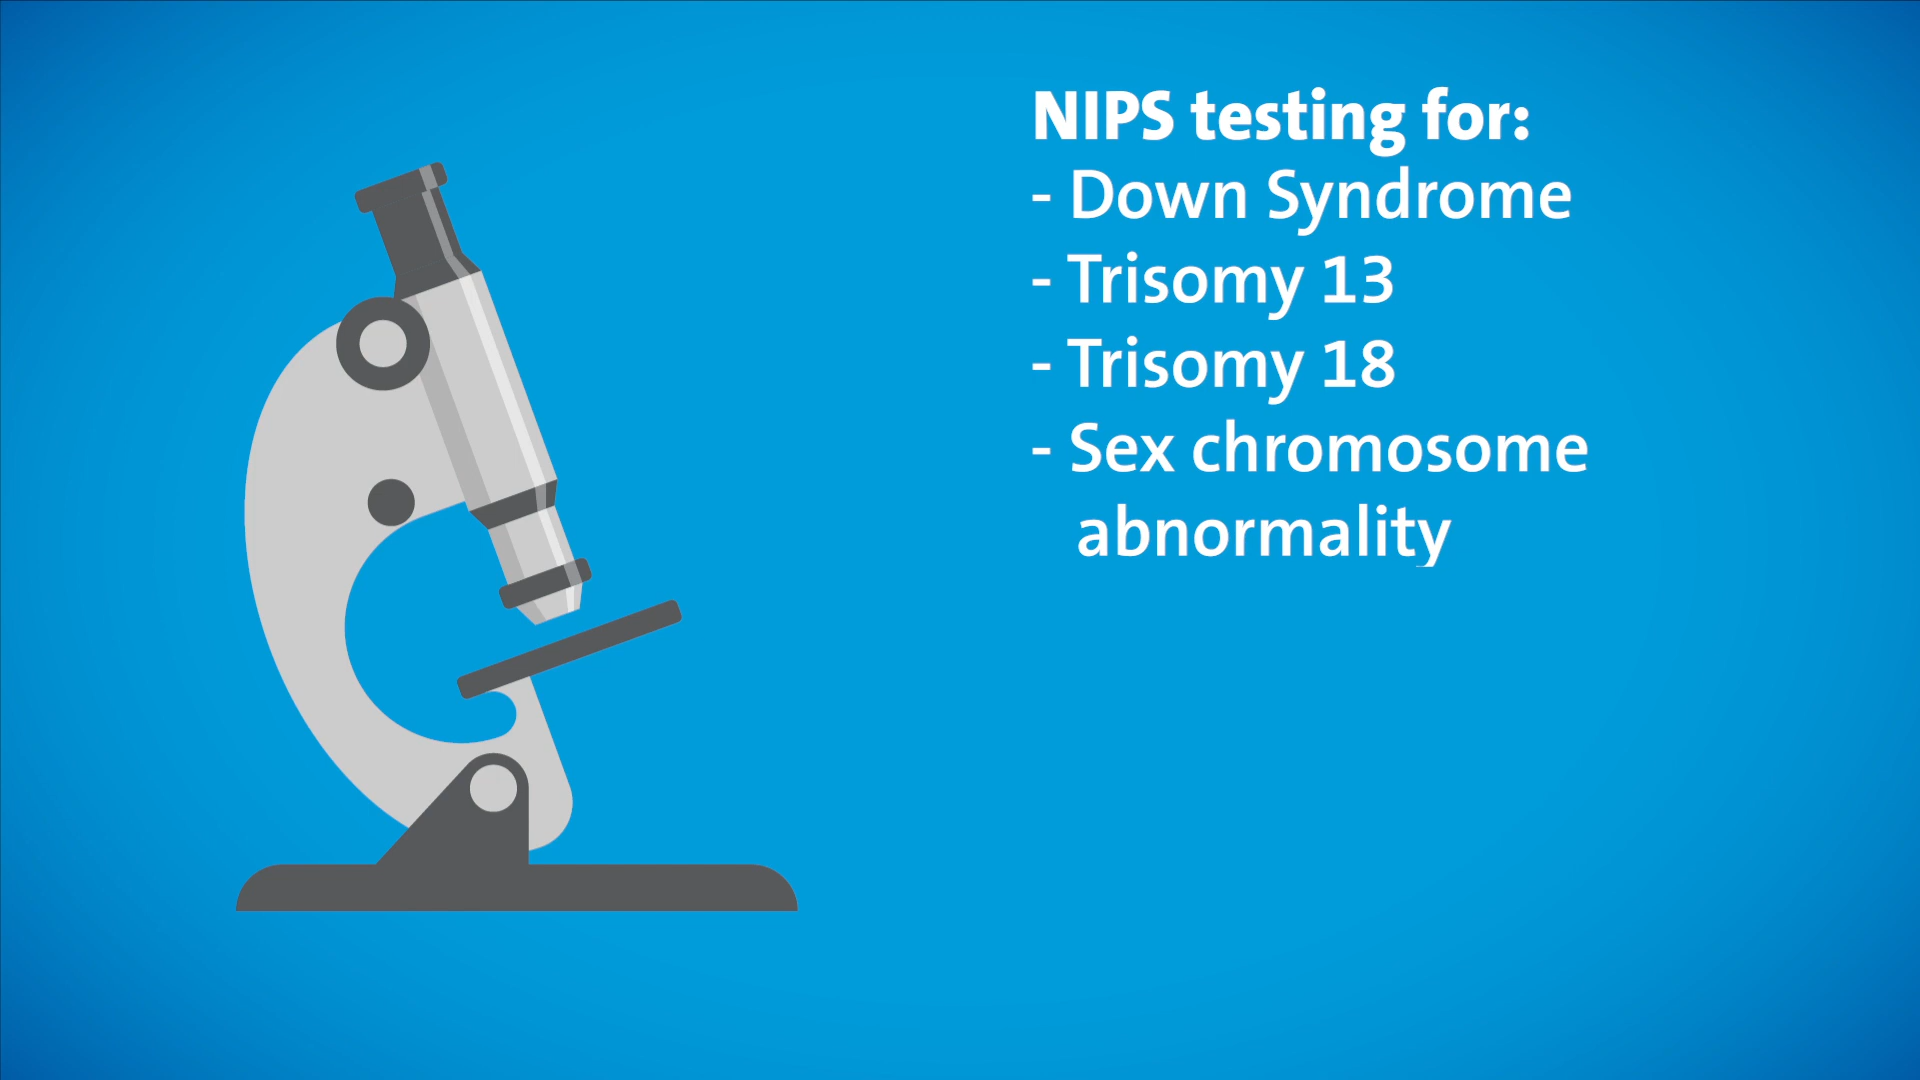 NIPS testing for:
- Down Syndrome
- Trisomy 13
- Trisomy 18
- Sex chromosome
abnormality